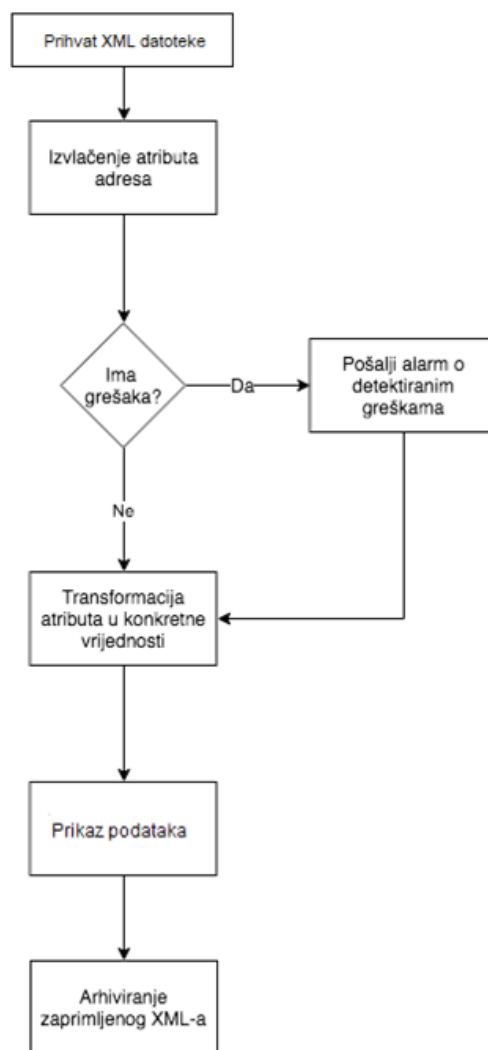 Prihvat XML datoteke
Izvlačenje atributa
adresa
Ima
grešaka?
Da
Pošalji alarm o
detektiranim
greškama
Ne
Transformacija
atributa u konkretne
vrijednosti
Prikaz podataka
Arhiviranje
zaprimljenog XML-a